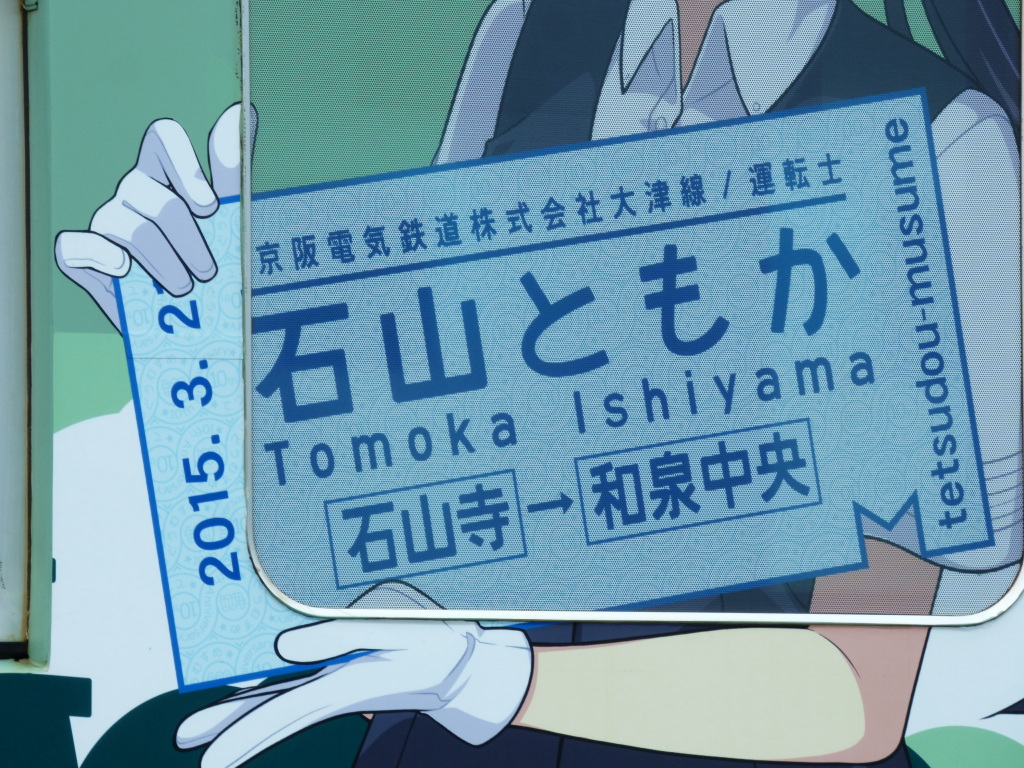 京阪電気鉄道株式会社大津線 / 運転士
石山ともか
Tomoka Ishiyama
石山寺→和泉中央
2015. 3. 2
tetsudou-musume